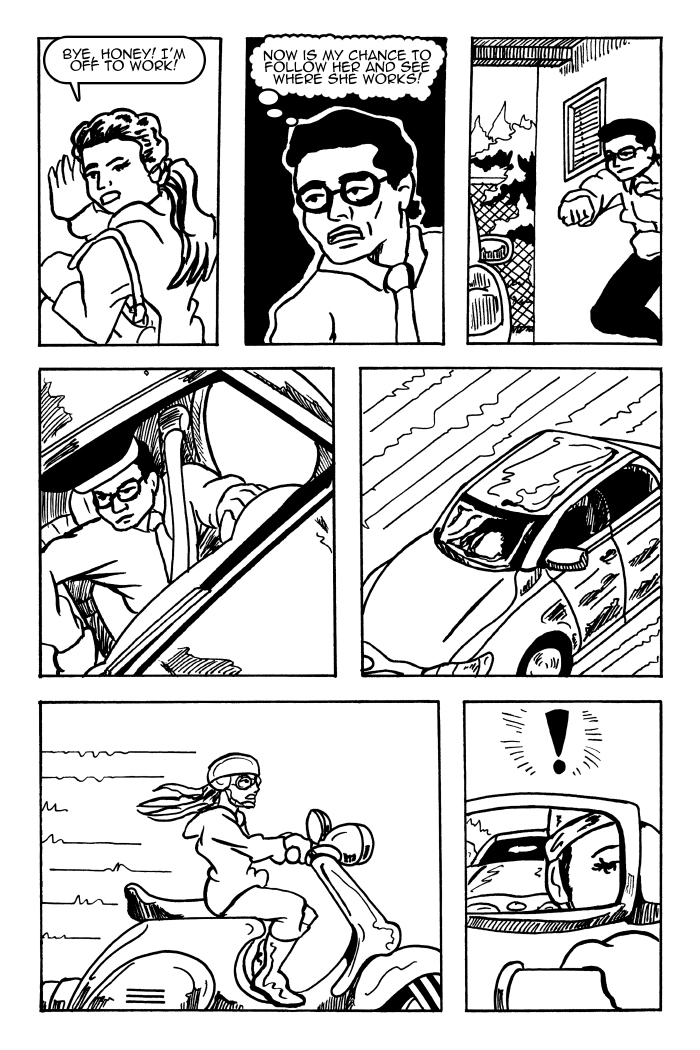 BYE, HONEY! I'M
OFF TO WORK!
NOW IS MY CHANCE TO
FOLLOW HER AND SEE
WHERE SHE WORKS!
!